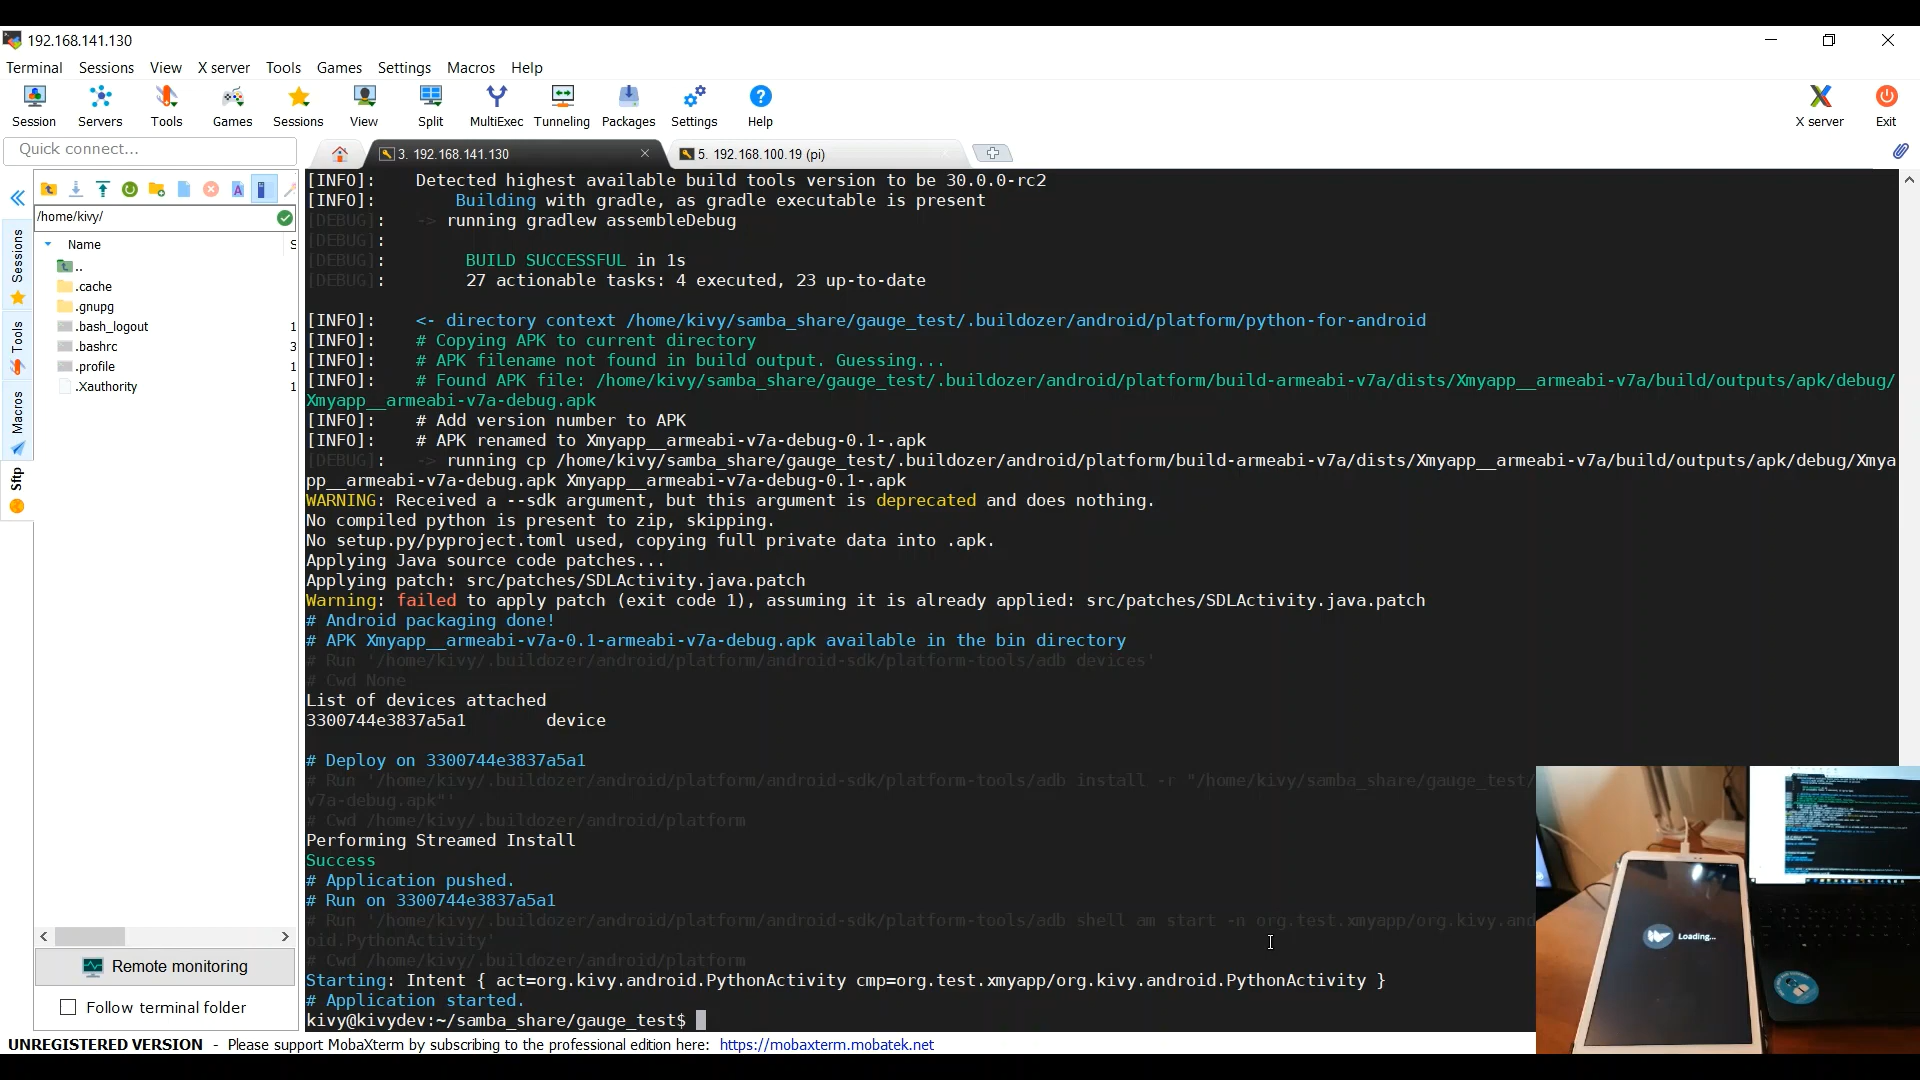 192.168.141.130
Terminal Sessions View X server Tools Games Settings Macros Help
Session Servers Tools Games Sessions View Split MultiExec Tunneling Packages Settings Help X server Exit
Quick connect...
3. 192.168.141.130
5. 192.168.100.19 (pi)
/home/kivy/
Name S
..
.cache
.gnupg
.bash_logout 1
.bashrc 3
.profile 1
.Xauthority 1
Sessions
Tools
Macros
Sftp
Remote monitoring
Follow terminal folder
[INFO]: Detected highest available build tools version to be 30.0.0-rc2
[INFO]: Building with gradle, as gradle executable is present
[DEBUG]: -> running gradlew assembleDebug
[DEBUG]:
[DEBUG]: BUILD SUCCESSFUL in 1s
[DEBUG]: 27 actionable tasks: 4 executed, 23 up-to-date
[INFO]: <- directory context /home/kivy/samba_share/gauge_test/.buildozer/android/platform/python-for-android
[INFO]: # Copying APK to current directory
[INFO]: # APK filename not found in build output. Guessing...
[INFO]: # Found APK file: /home/kivy/samba_share/gauge_test/.buildozer/android/platform/build-armeabi-v7a/dists/Xmyapp__armeabi-v7a/build/outputs/apk/debug/
Xmyapp__armeabi-v7a-debug.apk
[INFO]: # Add version number to APK
[INFO]: # APK renamed to Xmyapp__armeabi-v7a-debug-0.1-.apk
[DEBUG]: -> running cp /home/kivy/samba_share/gauge_test/.buildozer/android/platform/build-armeabi-v7a/dists/Xmyapp__armeabi-v7a/build/outputs/apk/debug/Xmya
pp__armeabi-v7a-debug.apk Xmyapp__armeabi-v7a-debug-0.1-.apk
WARNING: Received a --sdk argument, but this argument is deprecated and does nothing.
No compiled python is present to zip, skipping.
No setup.py/pyproject.toml used, copying full private data into .apk.
Applying Java source code patches...
Applying patch: src/patches/SDLActivity.java.patch
Warning: failed to apply patch (exit code 1), assuming it is already applied: src/patches/SDLActivity.java.patch
# Android packaging done!
# APK Xmyapp__armeabi-v7a-0.1-armeabi-v7a-debug.apk available in the bin directory
# Run '/home/kivy/.buildozer/android/platform/android-sdk/platform-tools/adb devices'
# Cwd None
List of devices attached
3300744e3837a5a1 device
# Deploy on 3300744e3837a5a1
# Run '/home/kivy/.buildozer/android/platform/android-sdk/platform-tools/adb install -r "/home/kivy/samba_share/gauge_test/
v7a-debug.apk"'
# Cwd /home/kivy/.buildozer/android/platform
Performing Streamed Install
Success
# Application pushed.
# Run on 3300744e3837a5a1
# Run '/home/kivy/.buildozer/android/platform/android-sdk/platform-tools/adb shell am start -n org.test.xmyapp/org.kivy.and
oid.PythonActivity'
# Cwd /home/kivy/.buildozer/android/platform
Starting: Intent { act=org.kivy.android.PythonActivity cmp=org.test.xmyapp/org.kivy.android.PythonActivity }
# Application started.
kivy@kivydev:~/samba_share/gauge_test$
Loading...
UNREGISTERED VERSION - Please support MobaXterm by subscribing to the professional edition here: https://mobaxterm.mobatek.net